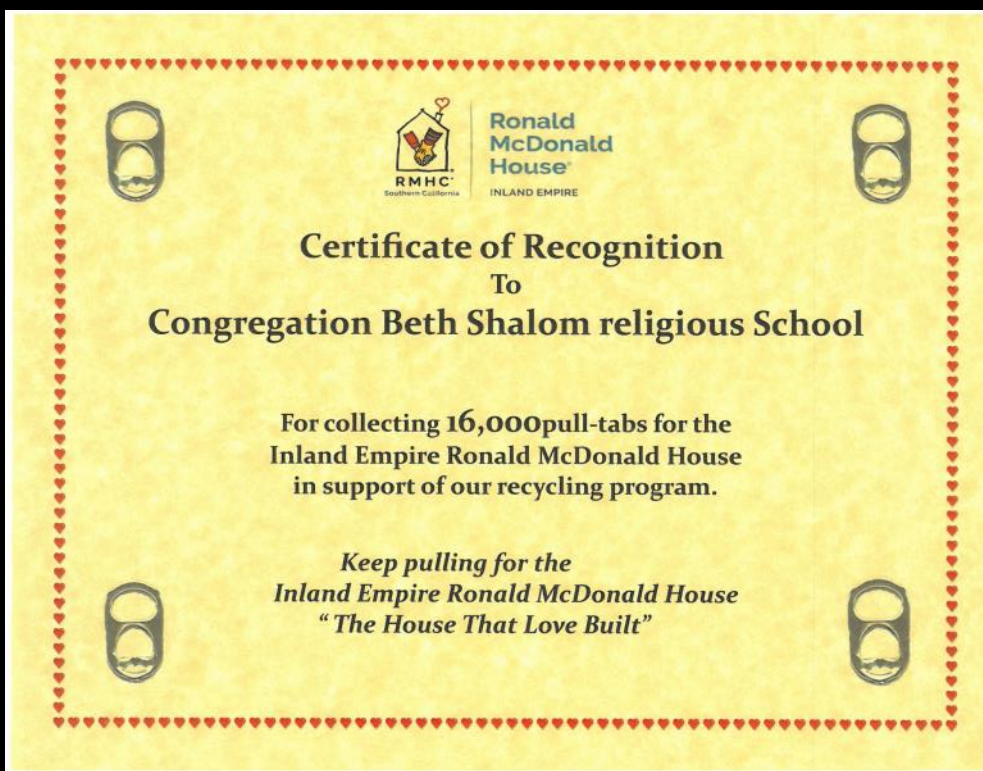 RMHC
Southern California
Ronald
McDonald
House®
INLAND EMPIRE
Certificate of Recognition
To
Congregation Beth Shalom religious School
For collecting 16,000pull-tabs for the
Inland Empire Ronald McDonald House
in support of our recycling program.
Keep pulling for the
Inland Empire Ronald McDonald House
“ The House That Love Built”